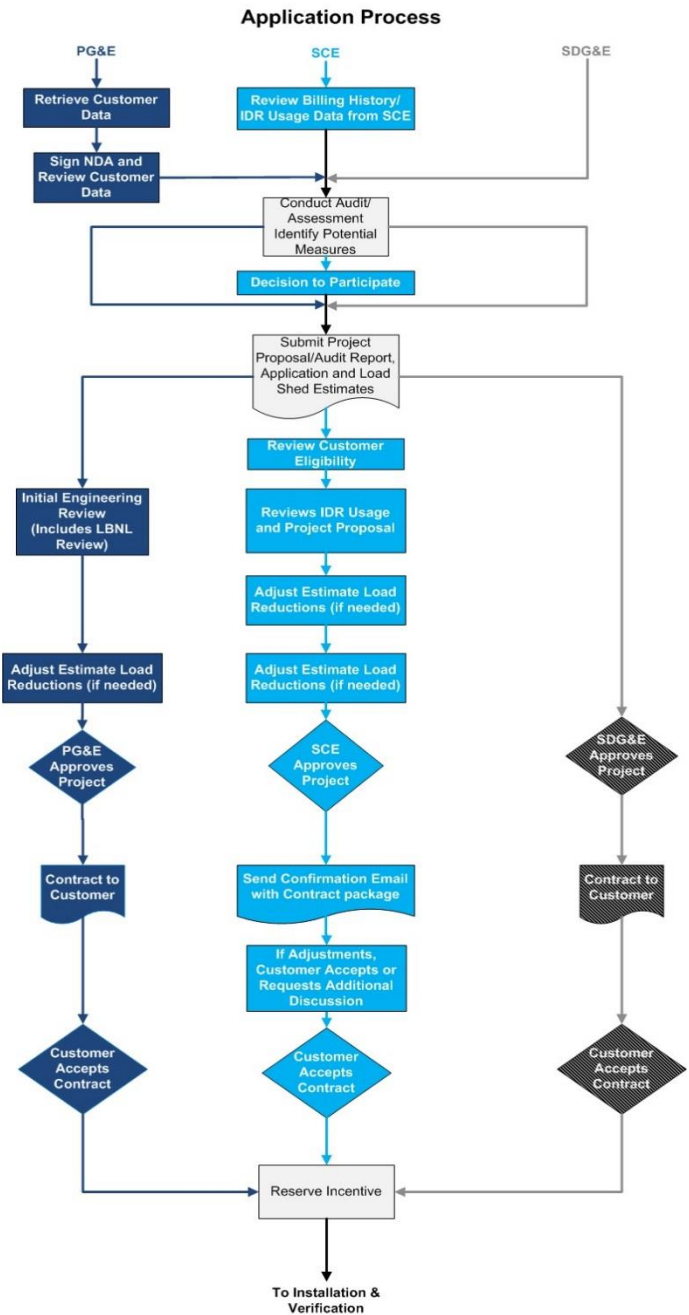 Application Process
PG&E
SCE
SDG&E
Retrieve Customer
Data
Review Billing History/
IDR Usage Data from SCE
Sign NDA and
Review Customer
Data
Conduct Audit/
Assessment
Identify Potential
Measures
Decision to Participate
Submit Project
Proposal/Audit Report,
Application and Load
Shed Estimates
Review Customer
Eligibility
Initial Engineering
Review
(Includes LBNL
Review)
Reviews IDR Usage
and Project Proposal
Adjust Estimate Load
Reductions (if needed)
Adjust Estimate Load
Reductions (if needed)
Adjust Estimate Load
Reductions (if needed)
PG&E
Approves
Project
SCE
Approves
Project
SDG&E
Approves
Project
Contract to
Customer
Send Confirmation Email
with Contract package
Contract to
Customer
If Adjustments,
Customer Accepts or
Requests Additional
Discussion
Customer
Accepts
Contract
Customer
Accepts
Contract
Customer
Accepts
Contract
Reserve Incentive
To Installation &
Verification